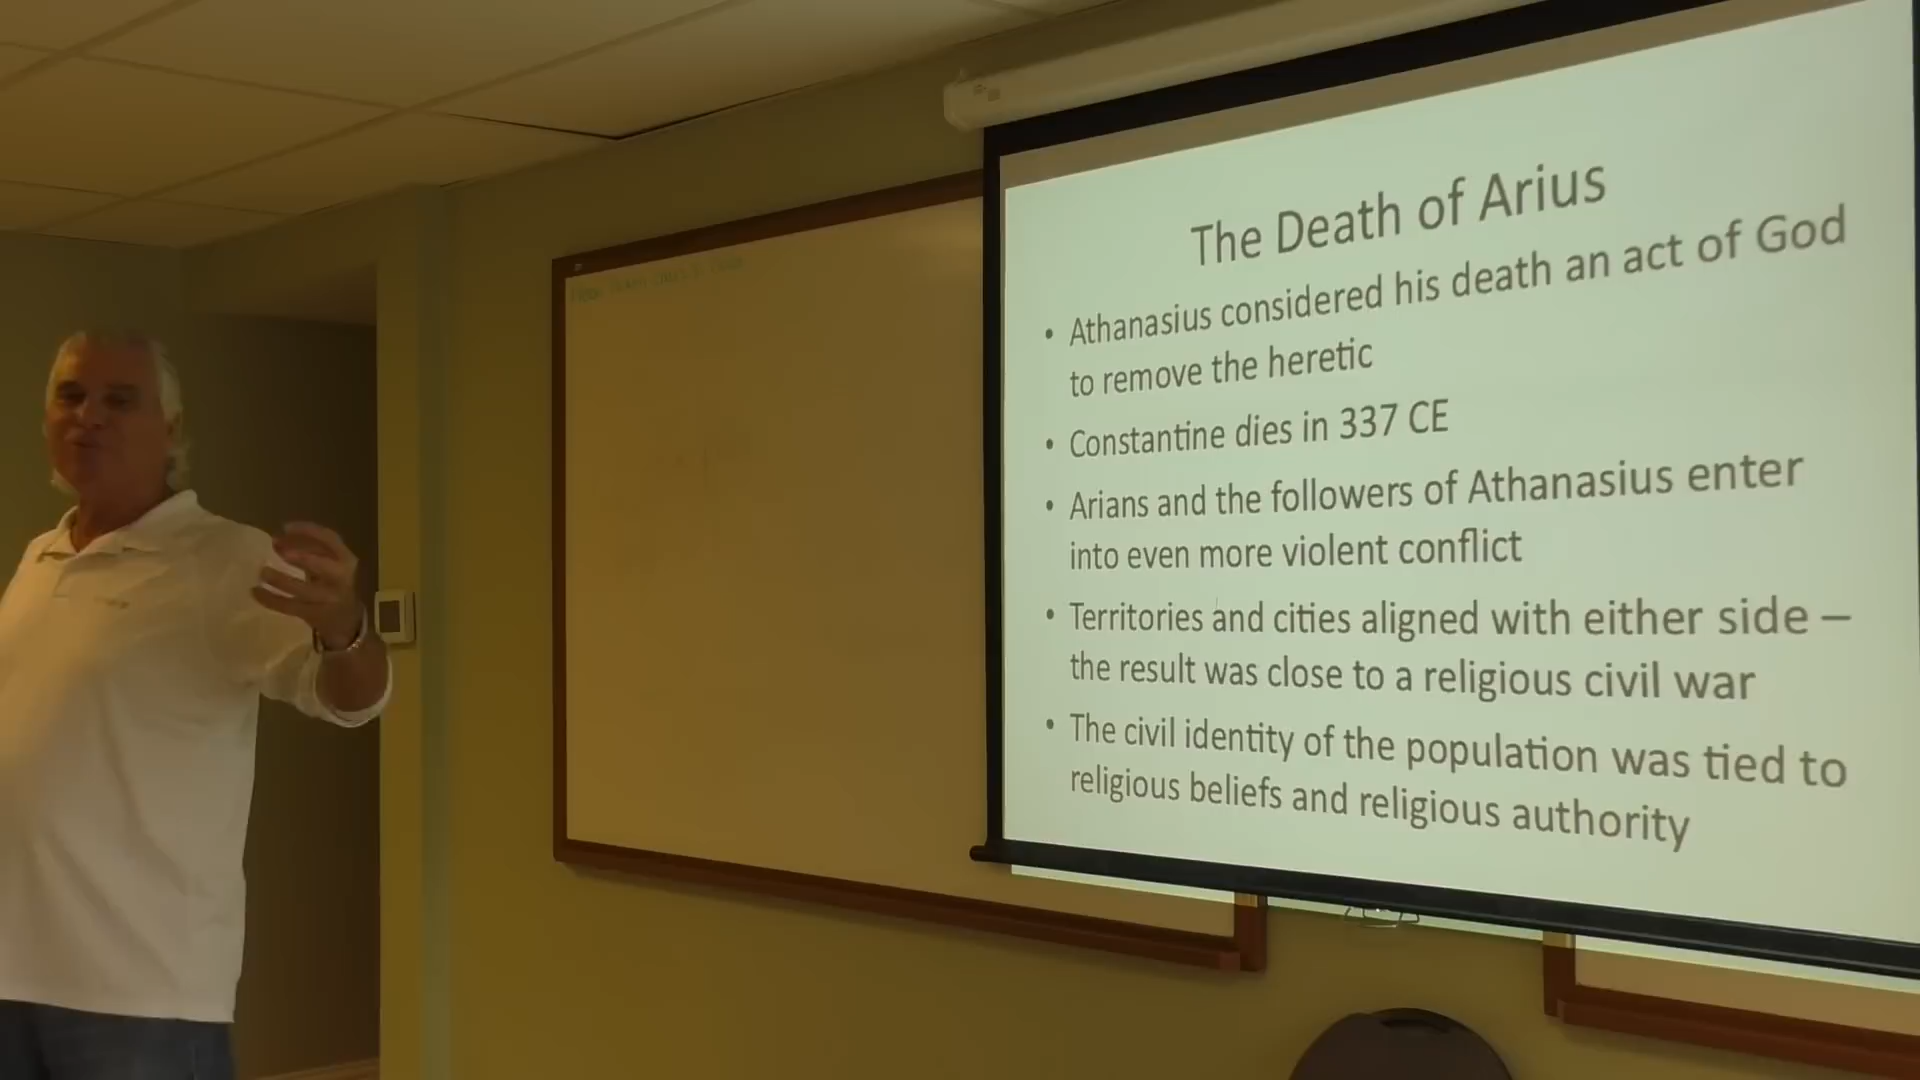 The Death of Arius
• Athanasius considered his death an act of God
to remove the heretic
• Constantine dies in 337 CE
• Arians and the followers of Athanasius enter
into even more violent conflict
• Territories and cities aligned with either side –
the result was close to a religious civil war
• The civil identity of the population was tied to
religious beliefs and religious authority